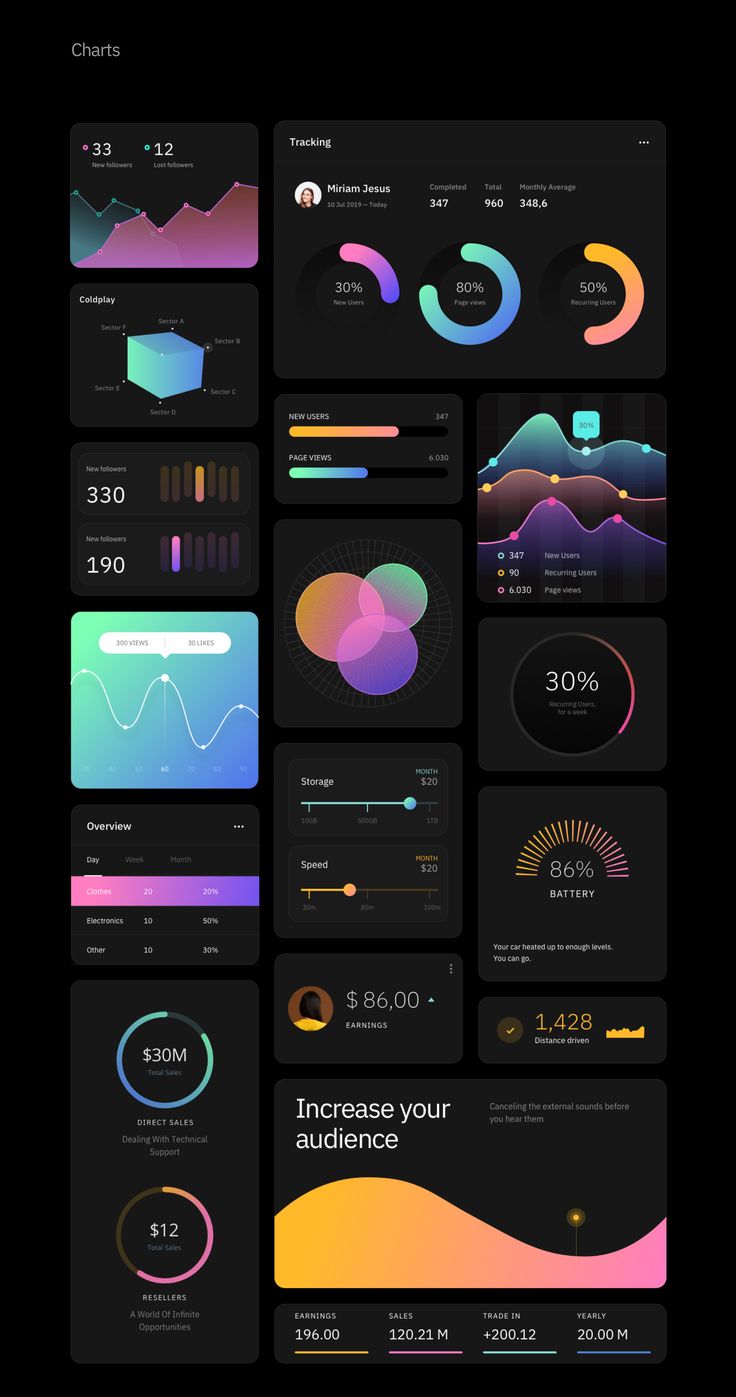 Charts
33
12
New followers
Lost followers
Coldplay
Sector A
Sector B
Sector C
Sector D
Sector E
Sector F
New followers
330
New followers
190
300 VIEWS
30 LIKES
30 40 50 60 70 80 90
Overview
Day Week Month
Clothes 20 20%
Electronics 10 50%
Other 10 30%
$30M
Total Sales
DIRECT SALES
Dealing With Technical
Support
$12
Total Sales
RESELLERS
A World Of Infinite
Opportunities
Tracking
Miriam Jesus
10 Jul 2019 — Today
Completed Total Monthly Average
347 960 348,6
30%
New Users
80%
Page views
50%
Recurring Users
NEW USERS 347
PAGE VIEWS 6.030
30%
347 New Users
90 Recurring Users
6.030 Page views
30%
Recurring Users,
for a week
MONTH
Storage $20
10GB 500GB 1TB
MONTH
Speed $20
30m 80m 100m
86%
BATTERY
Your car heated up to enough levels.
You can go.
$ 86,00
EARNINGS
1,428
Distance driven
Increase your
audience
Canceling the external sounds before
you hear them
EARNINGS SALES TRADE IN YEARLY
196.00 120.21 M +200.12 20.00 M